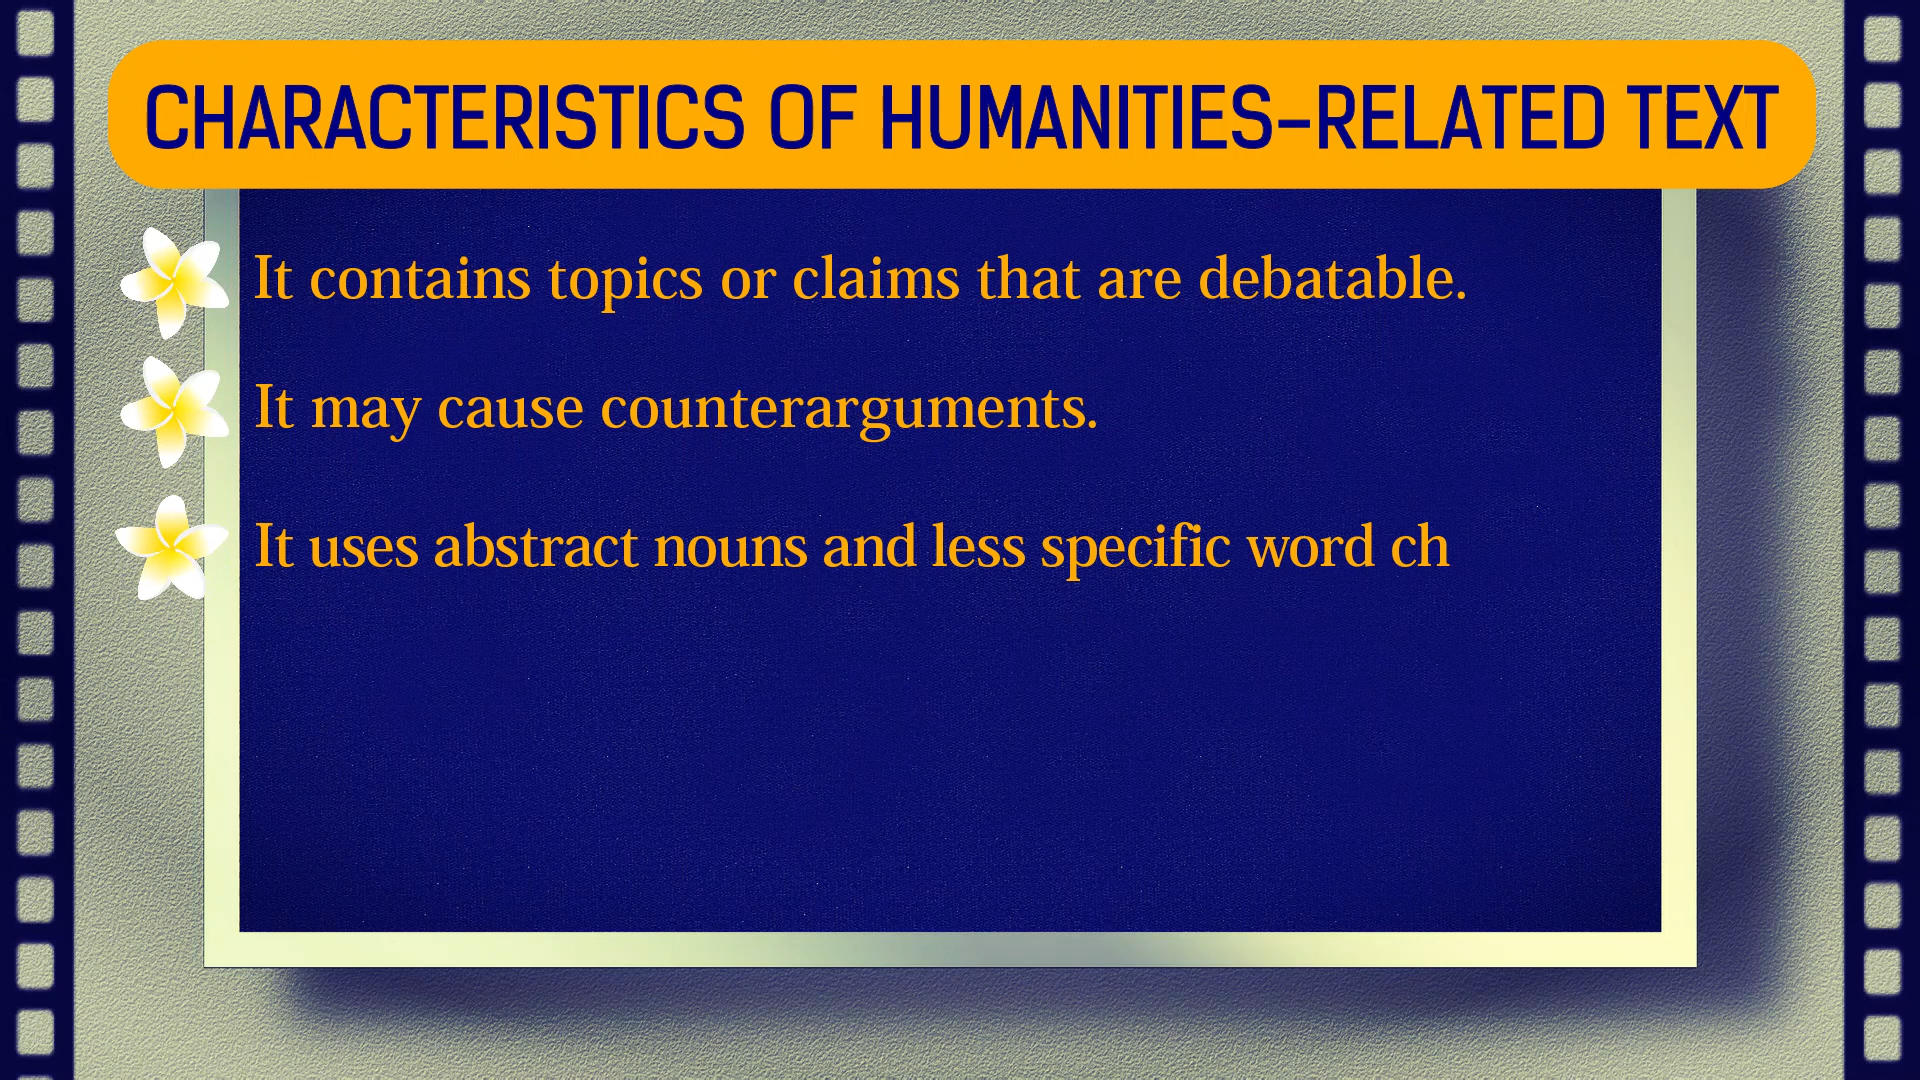 CHARACTERISTICS OF HUMANITIES-RELATED TEXT
It contains topics or claims that are debatable.
It may cause counterarguments.
It uses abstract nouns and less specific word ch